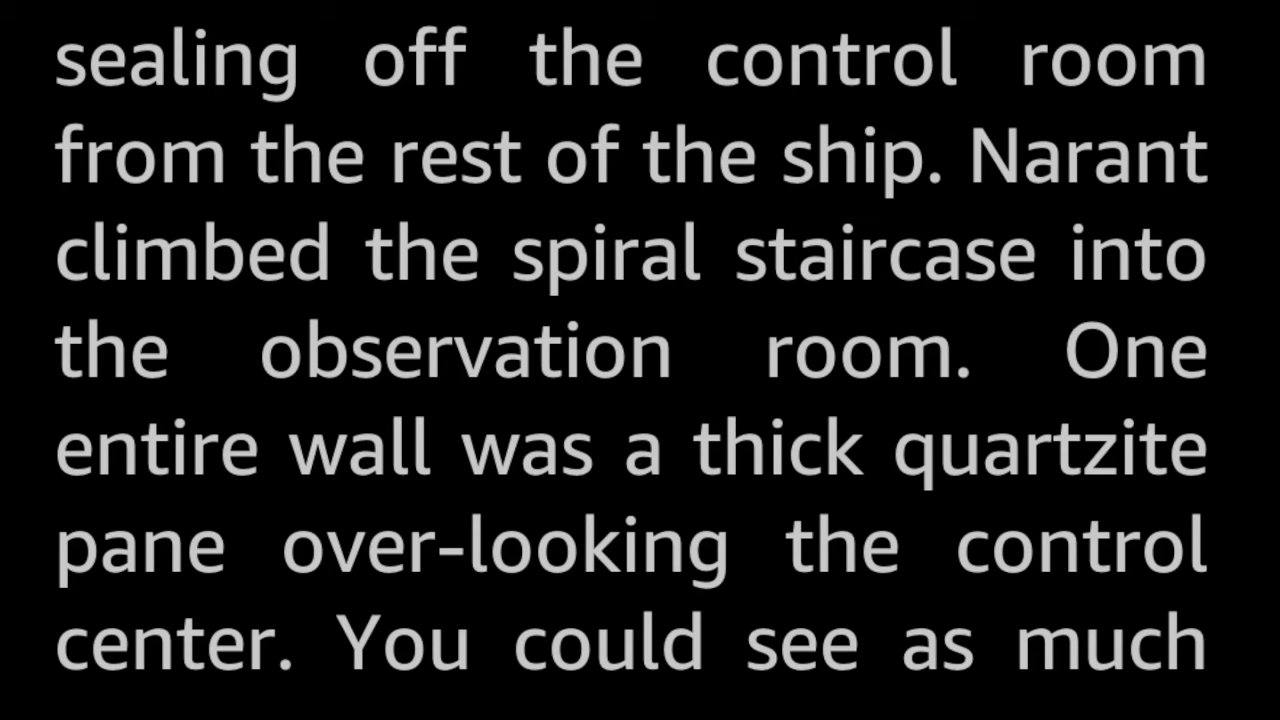 sealing off the control room
from the rest of the ship. Narant
climbed the spiral staircase into
the observation room. One
entire wall was a thick quartzite
pane over-looking the control
center. You could see as much